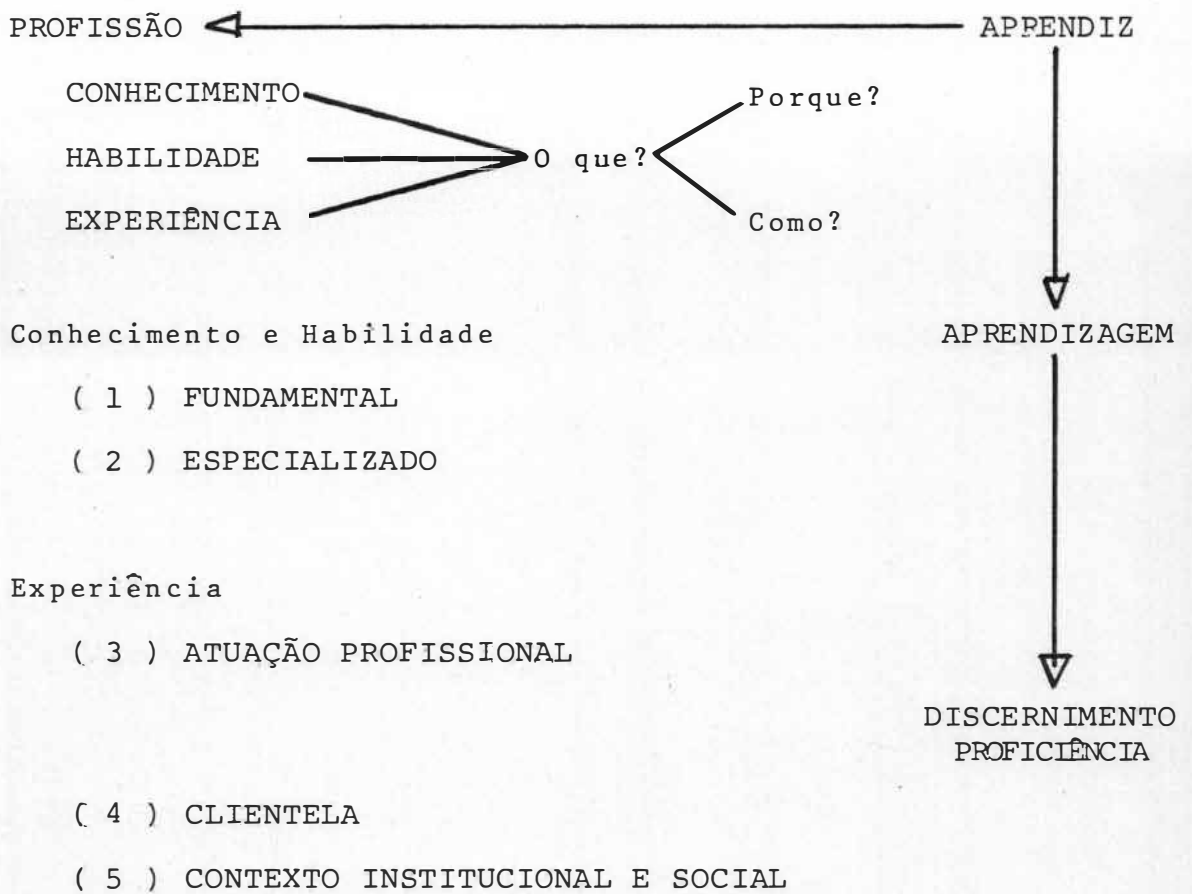 PROFISSÃO APRENDIZ
CONHECIMENTO
Porque?
HABILIDADE
O que?
EXPERIÊNCIA
Como?
Conhecimento e Habilidade
APRENDIZAGEM
( 1 ) FUNDAMENTAL
( 2 ) ESPECIALIZADO
Experiência
( 3 ) ATUAÇÃO PROFISSIONAL
DISCERNIMENTO
PROFICIÊNCIA
( 4 ) CLIENTELA
( 5 ) CONTEXTO INSTITUCIONAL E SOCIAL